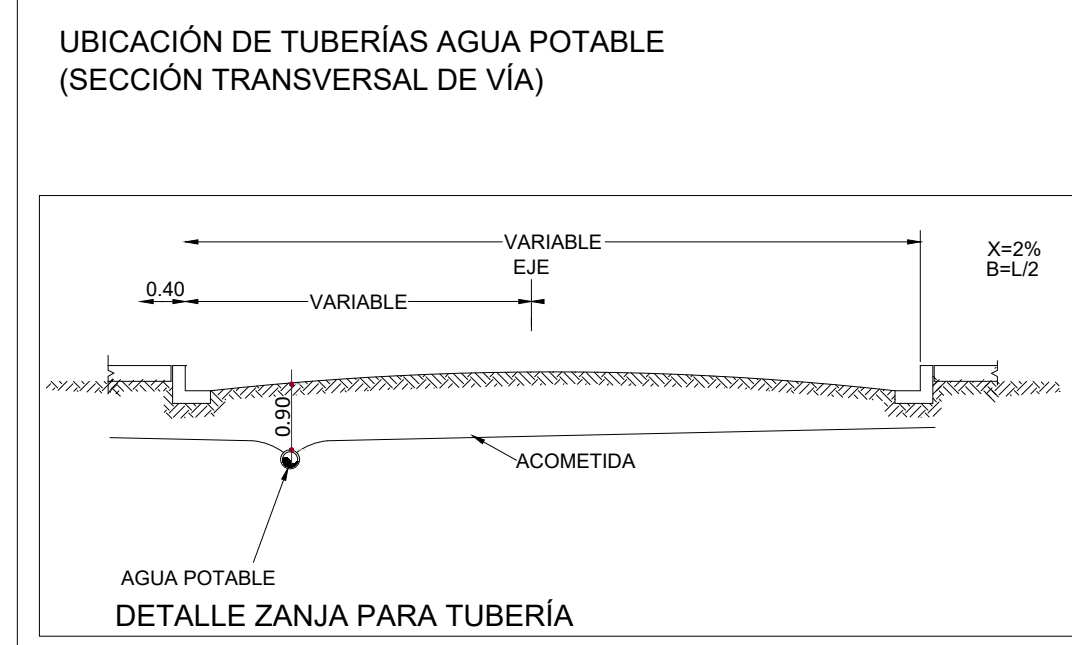 UBICACIÓN DE TUBERÍAS AGUA POTABLE
(SECCIÓN TRANSVERSAL DE VÍA)
VARIABLE
EJE
X=2%
B=L/2
0.40
VARIABLE
0.90
ACOMETIDA
AGUA POTABLE
DETALLE ZANJA PARA TUBERÍA